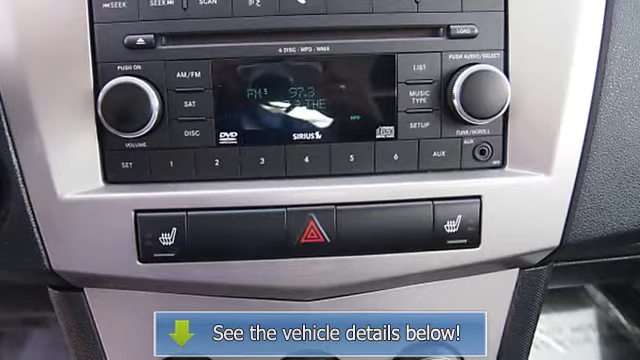 SEEK SEEK SCAN
LOAD
6 DISC - MP3 - WMA
PUSH ON
PUSH AUDIO/SELECT
AM/FM
LIST
FM 97.3
THE
SAT
MUSIC
TYPE
DISC
DVD
SIRIUS
SETUP
VOLUME
TUNE/SCROLL
AUX
SET 1 2 3 4 5 6 AUX
See the vehicle details below!